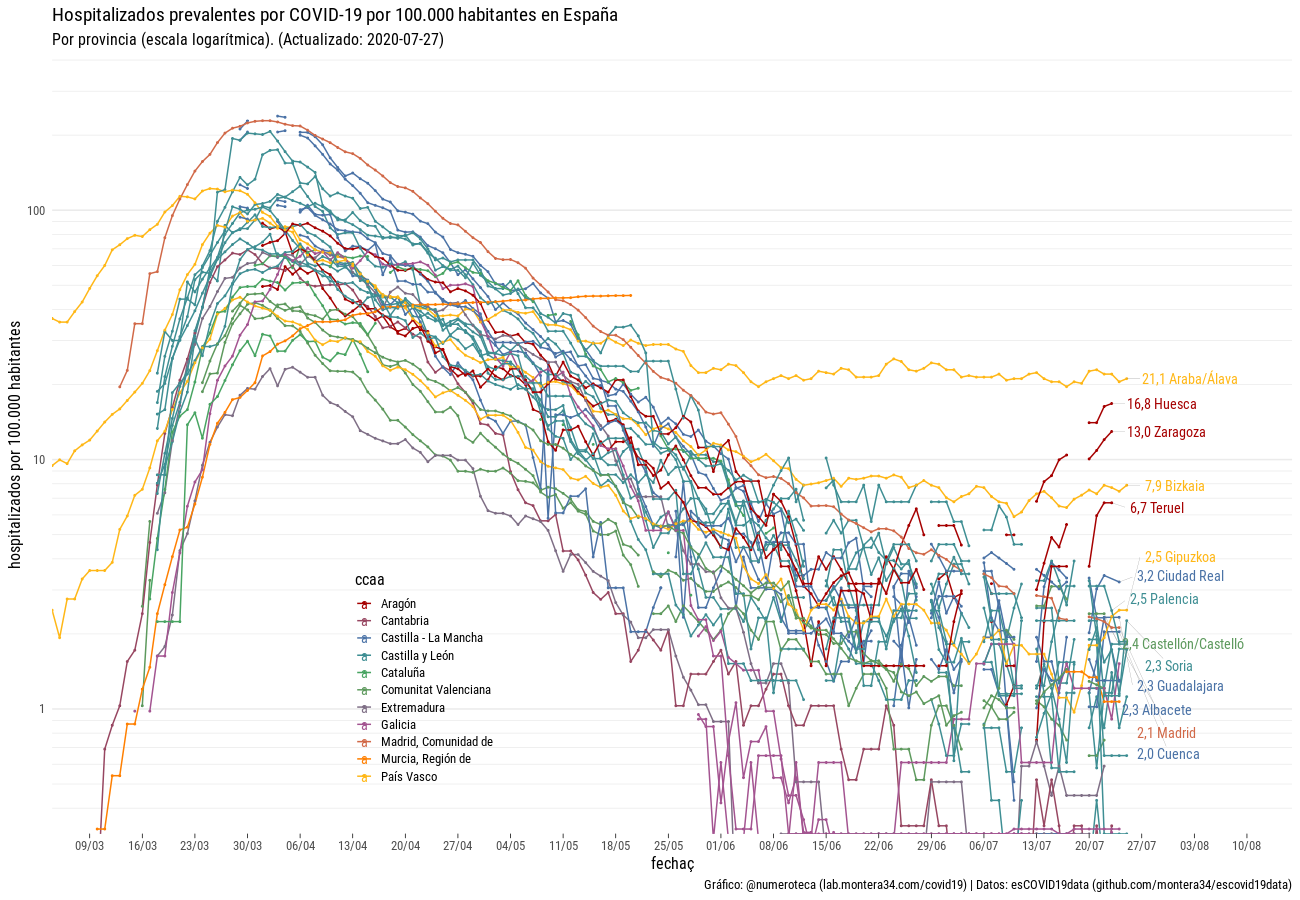 Hospitalizados prevalentes por COVID-19 por 100.000 habitantes en España
Por provincia (escala logarítmica). (Actualizado: 2020-07-27)
hospitalizados por 100.000 habitantes
100
10
1
21,1 Araba/Álava
16,8 Huesca
13,0 Zaragoza
7,9 Bizkaia
6,7 Teruel
2,5 Gipuzkoa
3,2 Ciudad Real
2,5 Palencia
,4 Castellón/Castelló
2,3 Soria
2,3 Guadalajara
2,3 Albacete
2,1 Madrid
2,0 Cuenca
ccaa
Aragón
Cantabria
Castilla - La Mancha
Castilla y León
Cataluña
Comunitat Valenciana
Extremadura
Galicia
Madrid, Comunidad de
Murcia, Región de
País Vasco
09/03 16/03 23/03 30/03 06/04 13/04 20/04 27/04 04/05 11/05 18/05 25/05 01/06 08/06 15/06 22/06 29/06 06/07 13/07 20/07 27/07 03/08 10/08
fechaç
Gráfico: @numeroteca (lab.montera34.com/covid19) | Datos: esCOVID19data (github.com/montera34/escovid19data)